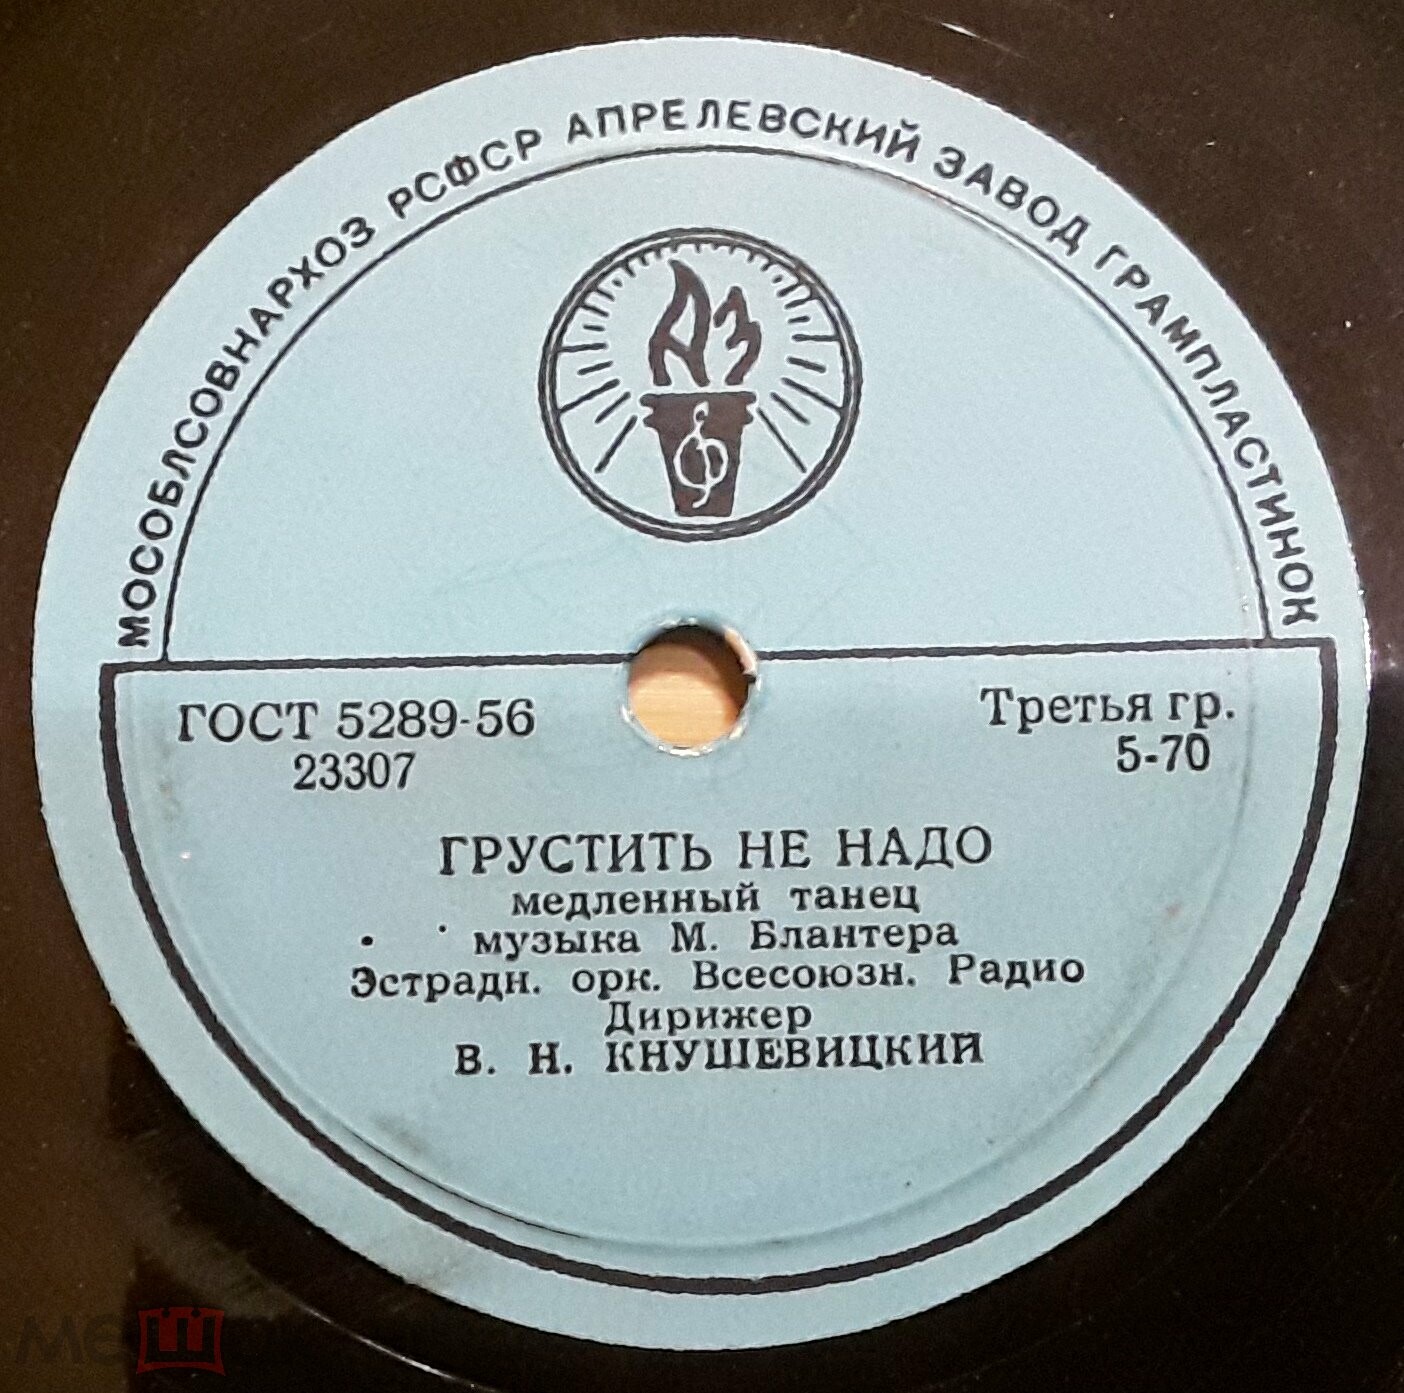 МОСОБЛСОВНАРХОЗ РСФСР АПРЕЛЕВСКИЙ ЗАВОД ГРАМПЛАСТИНОК
АЗ
ГОСТ 5289-56
23307
Третья гр.
5-70
ГРУСТИТЬ НЕ НАДО
медленный танец
музыка М. Блантера
Эстрадн. орк. Всесоюзн. Радио
Дирижер
В. Н. КНУШЕВИЦКИЙ
меш